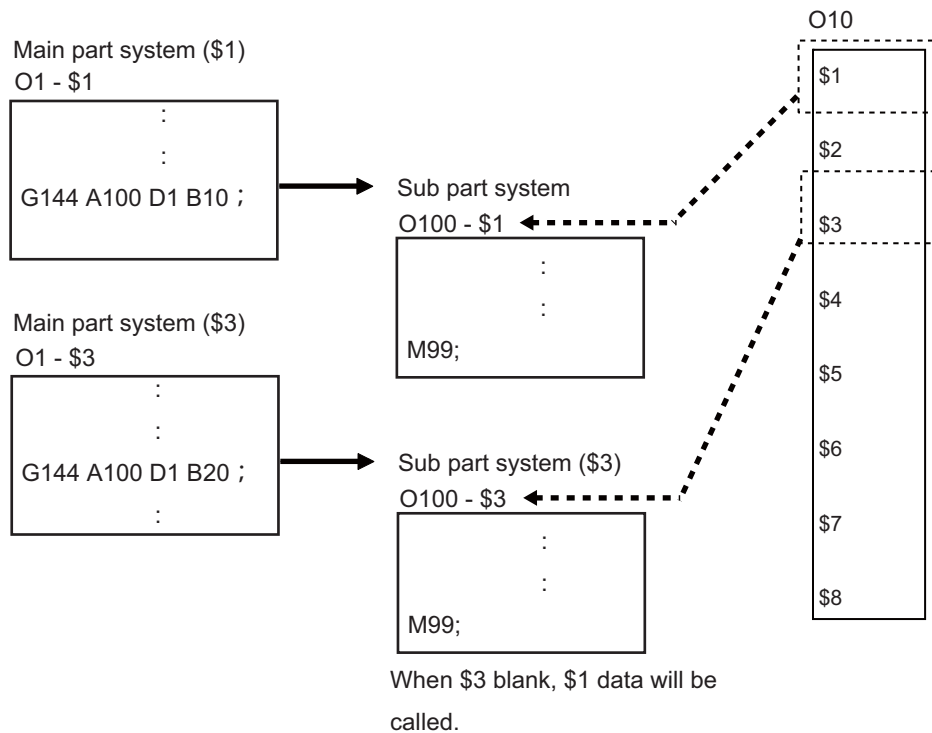 Main part system ($1)
O1 - $1
:
:
G144 A100 D1 B10 ;
Sub part system
O100 - $1
:
:
M99;
Main part system ($3)
O1 - $3
:
:
G144 A100 D1 B20 ;
:
Sub part system ($3)
O100 - $3
:
:
M99;
When $3 blank, $1 data will be
called.
O10
$1
$2
$3
$4
$5
$6
$7
$8